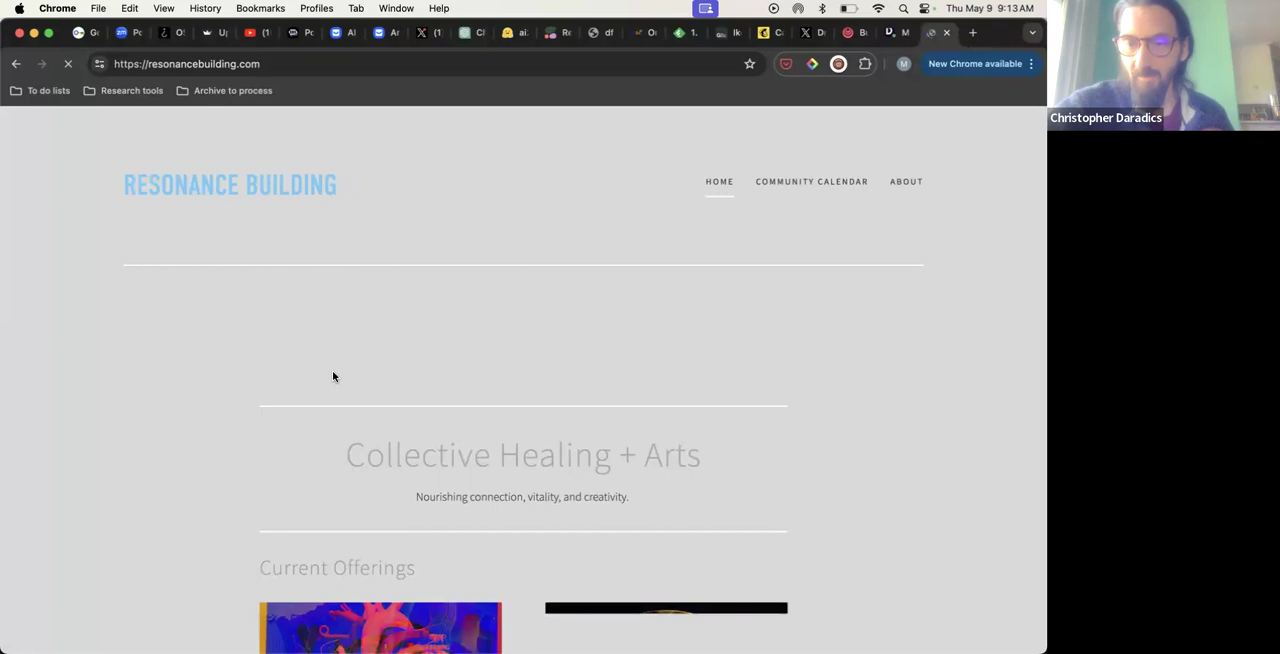 Chrome File Edit View History Bookmarks Profiles Tab Window Help Thu May 9 9:13 AM
https://resonancebuilding.com New Chrome available
To do lists Research tools Archive to process
Christopher Daradics
RESONANCE BUILDING
HOME COMMUNITY CALENDAR ABOUT
Collective Healing + Arts
Nourishing connection, vitality, and creativity.
Current Offerings